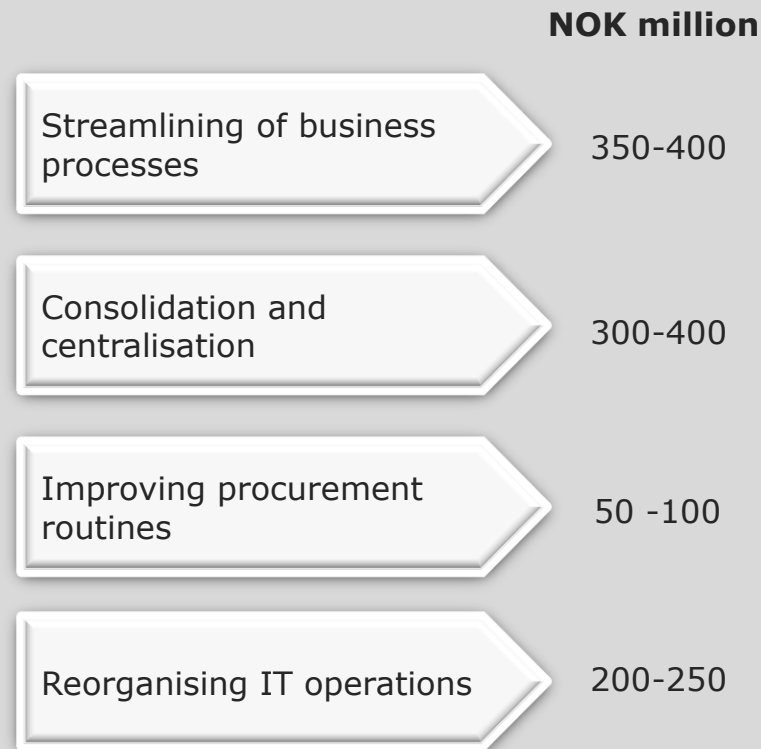 NOK million
Streamlining of business
processes
350-400
Consolidation and
centralisation
300-400
Improving procurement
routines
50 -100
Reorganising IT operations
200-250